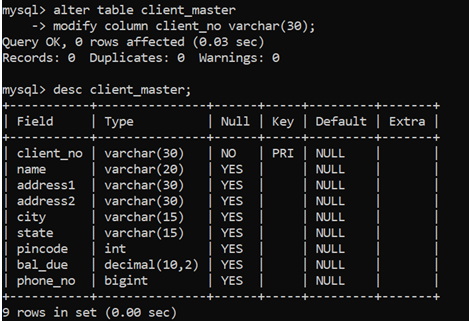 mysql> alter table client_master
    -> modify column client_no varchar(30);
Query OK, 0 rows affected (0.03 sec)
Records: 0  Duplicates: 0  Warnings: 0

mysql> desc client_master;
+-----------+---------------+------+-----+---------+-------+
| Field     | Type          | Null | Key | Default | Extra |
+-----------+---------------+------+-----+---------+-------+
| client_no | varchar(30)   | NO   | PRI | NULL    |       |
| name      | varchar(20)   | YES  |     | NULL    |       |
| address1  | varchar(30)   | YES  |     | NULL    |       |
| address2  | varchar(30)   | YES  |     | NULL    |       |
| city      | varchar(15)   | YES  |     | NULL    |       |
| state     | varchar(15)   | YES  |     | NULL    |       |
| pincode   | int           | YES  |     | NULL    |       |
| bal_due   | decimal(10,2) | YES  |     | NULL    |       |
| phone_no  | bigint        | YES  |     | NULL    |       |
+-----------+---------------+------+-----+---------+-------+
9 rows in set (0.00 sec)